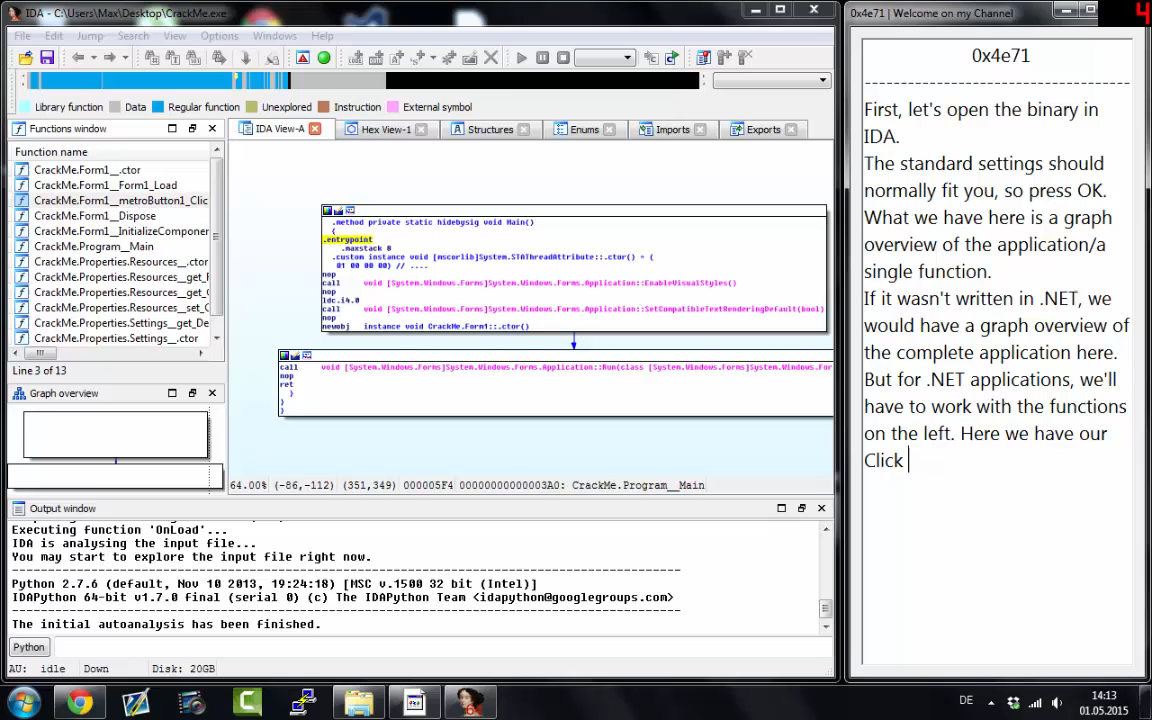 IDA - C:\Users\Max\Desktop\CrackMe.exe
File Edit Jump Search View Options Windows Help
Library function Data Regular function Unexplored Instruction External symbol
Functions window
Function name
CrackMe.Form1__.ctor
CrackMe.Form1__Form1_Load
CrackMe.Form1__metroButton1_Clic
CrackMe.Form1__Dispose
CrackMe.Form1__InitializeComponer
CrackMe.Program__Main
CrackMe.Properties.Resources__.ctor
CrackMe.Properties.Resources__get_F
CrackMe.Properties.Resources__get_C
CrackMe.Properties.Resources__set_C
CrackMe.Properties.Settings__get_De
CrackMe.Properties.Settings__.ctor
Line 3 of 13
Graph overview
IDA View-A Hex View-1 Structures Enums Imports Exports
.method private static hidebysig void Main()
{
.entrypoint
.maxstack 8
.custom instance void [mscorlib]System.STAThreadAttribute::.ctor() = (
01 00 00 00) // ....
nop
call void [System.Windows.Forms]System.Windows.Forms.Application::EnableVisualStyles()
nop
ldc.i4.0
call void [System.Windows.Forms]System.Windows.Forms.Application::SetCompatibleTextRenderingDefault(bool)
nop
newobj instance void CrackMe.Form1::.ctor()
call void [System.Windows.Forms]System.Windows.Forms.Application::Run(class [System.Windows.Forms]System.Windows.For
nop
ret
}
}
}
64.00% (-86,-112) (351,349) 000005F4 00000000000003A0: CrackMe.Program__Main
Output window
Executing function 'OnLoad'...
IDA is analysing the input file...
You may start to explore the input file right now.
Python 2.7.6 (default, Nov 10 2013, 19:24:18) [MSC v.1500 32 bit (Intel)]
IDAPython 64-bit v1.7.0 final (serial 0) (c) The IDAPython Team <idapython@googlegroups.com>
The initial autoanalysis has been finished.
Python
AU: idle Down Disk: 20GB
0x4e71 | Welcome on my Channel
4
0x4e71
First, let's open the binary in
IDA.
The standard settings should
normally fit you, so press OK.
What we have here is a graph
overview of the application/a
single function.
If it wasn't written in .NET, we
would have a graph overview of
the complete application here.
But for .NET applications, we'll
have to work with the functions
on the left. Here we have our
Click
DE 14:13
01.05.2015